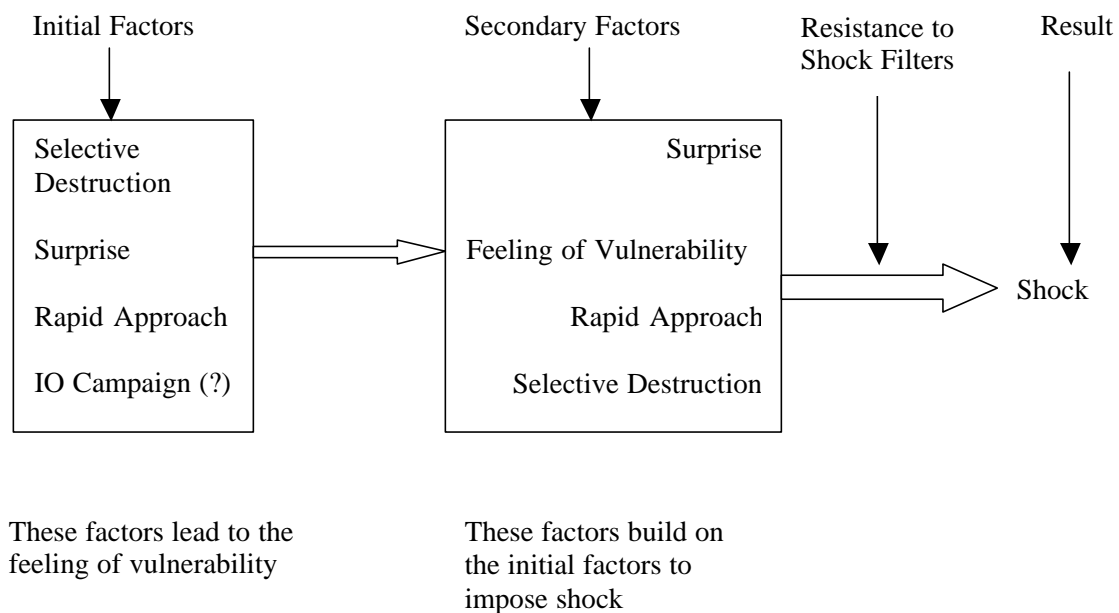 Initial Factors
Secondary Factors
Resistance to
Shock Filters
Result
Selective
Destruction
Surprise
Rapid Approach
IO Campaign (?)
Surprise
Feeling of Vulnerability
Rapid Approach
Selective Destruction
Shock
These factors lead to the
feeling of vulnerability
These factors build on
the initial factors to
impose shock